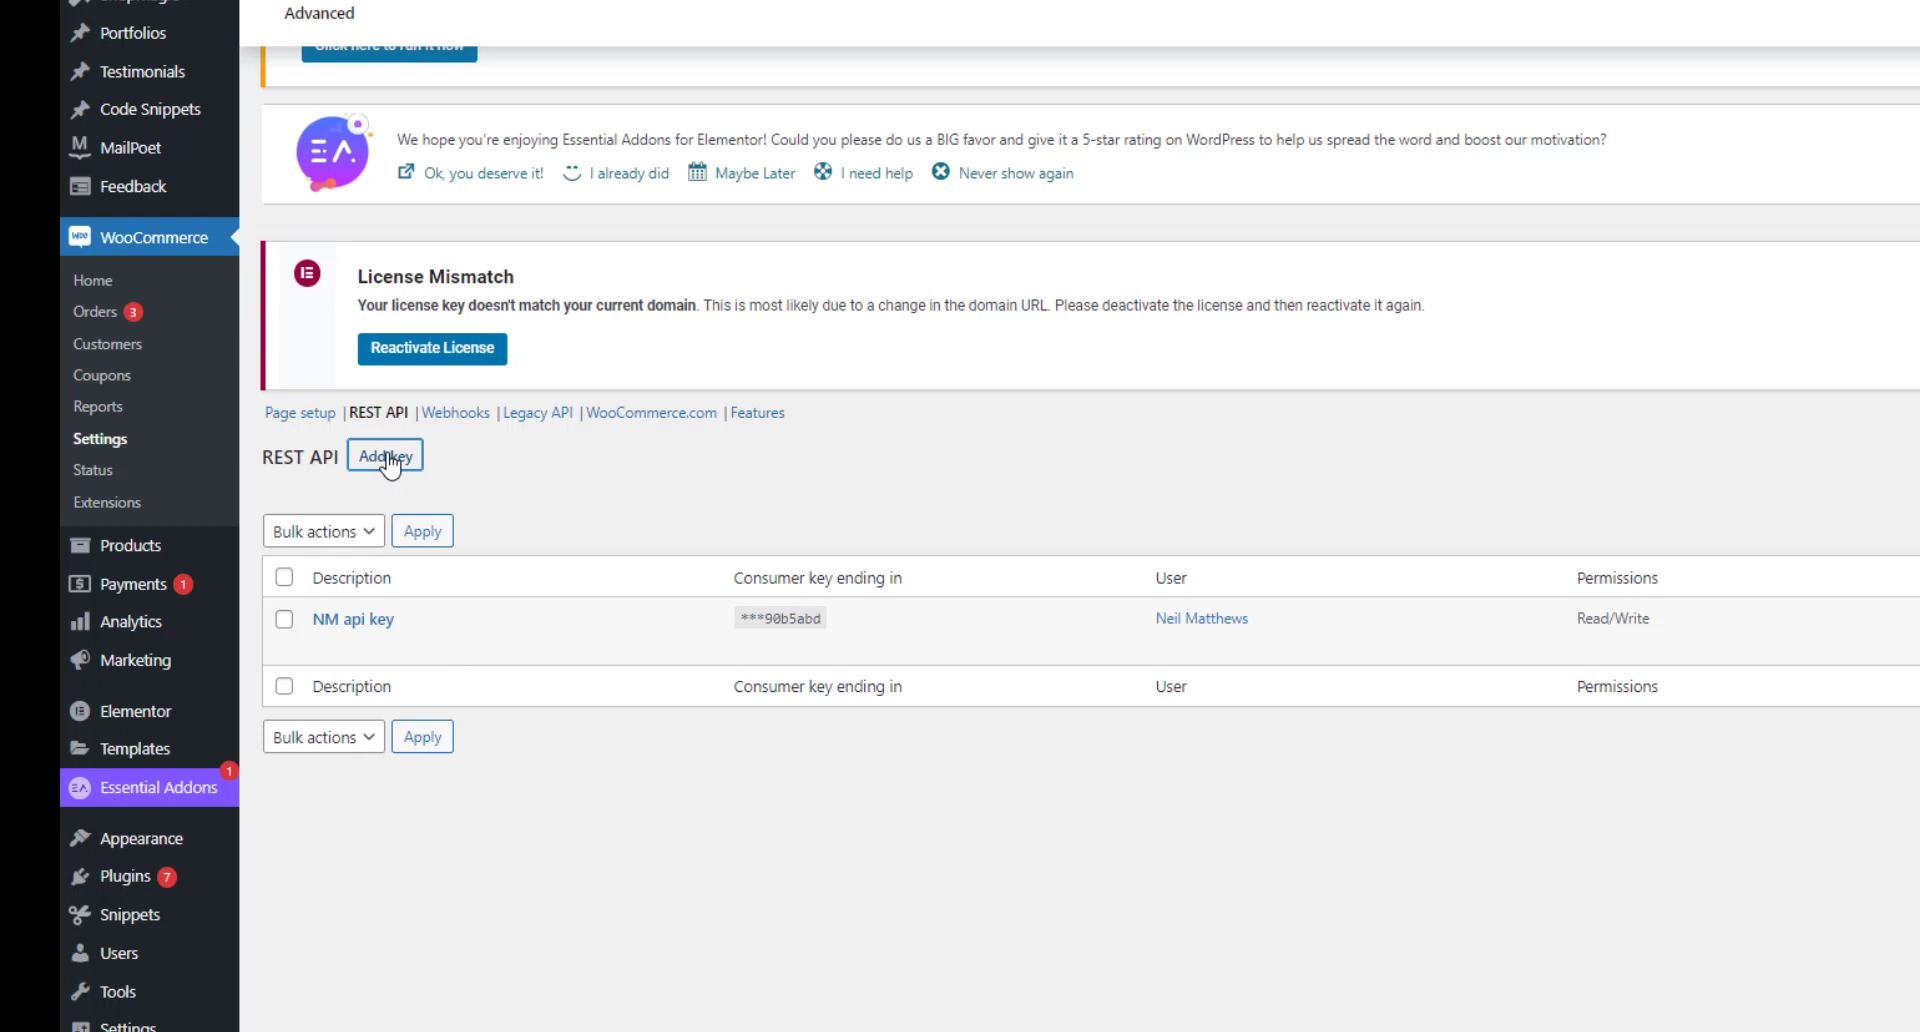 Advanced
Click here to run it now
Portfolios
Testimonials
Code Snippets
MailPoet
Feedback
We hope you're enjoying Essential Addons for Elementor! Could you please do us a BIG favor and give it a 5-star rating on WordPress to help us spread the word and boost our motivation?
Ok, you deserve it! I already did Maybe Later I need help Never show again
WooCommerce
Home
Orders 3
Customers
Coupons
Reports
Settings
Status
Extensions
License Mismatch
Your license key doesn't match your current domain. This is most likely due to a change in the domain URL. Please deactivate the license and then reactivate it again.
Reactivate License
Page setup | REST API | Webhooks | Legacy API | WooCommerce.com | Features
REST API Add key
Bulk actions Apply
Description Consumer key ending in User Permissions
NM api key ***90b5abd Neil Matthews Read/Write
Description Consumer key ending in User Permissions
Bulk actions Apply
Products
Payments 1
Analytics
Marketing
Elementor
Templates
Essential Addons 1
Appearance
Plugins 7
Snippets
Users
Tools
Settings